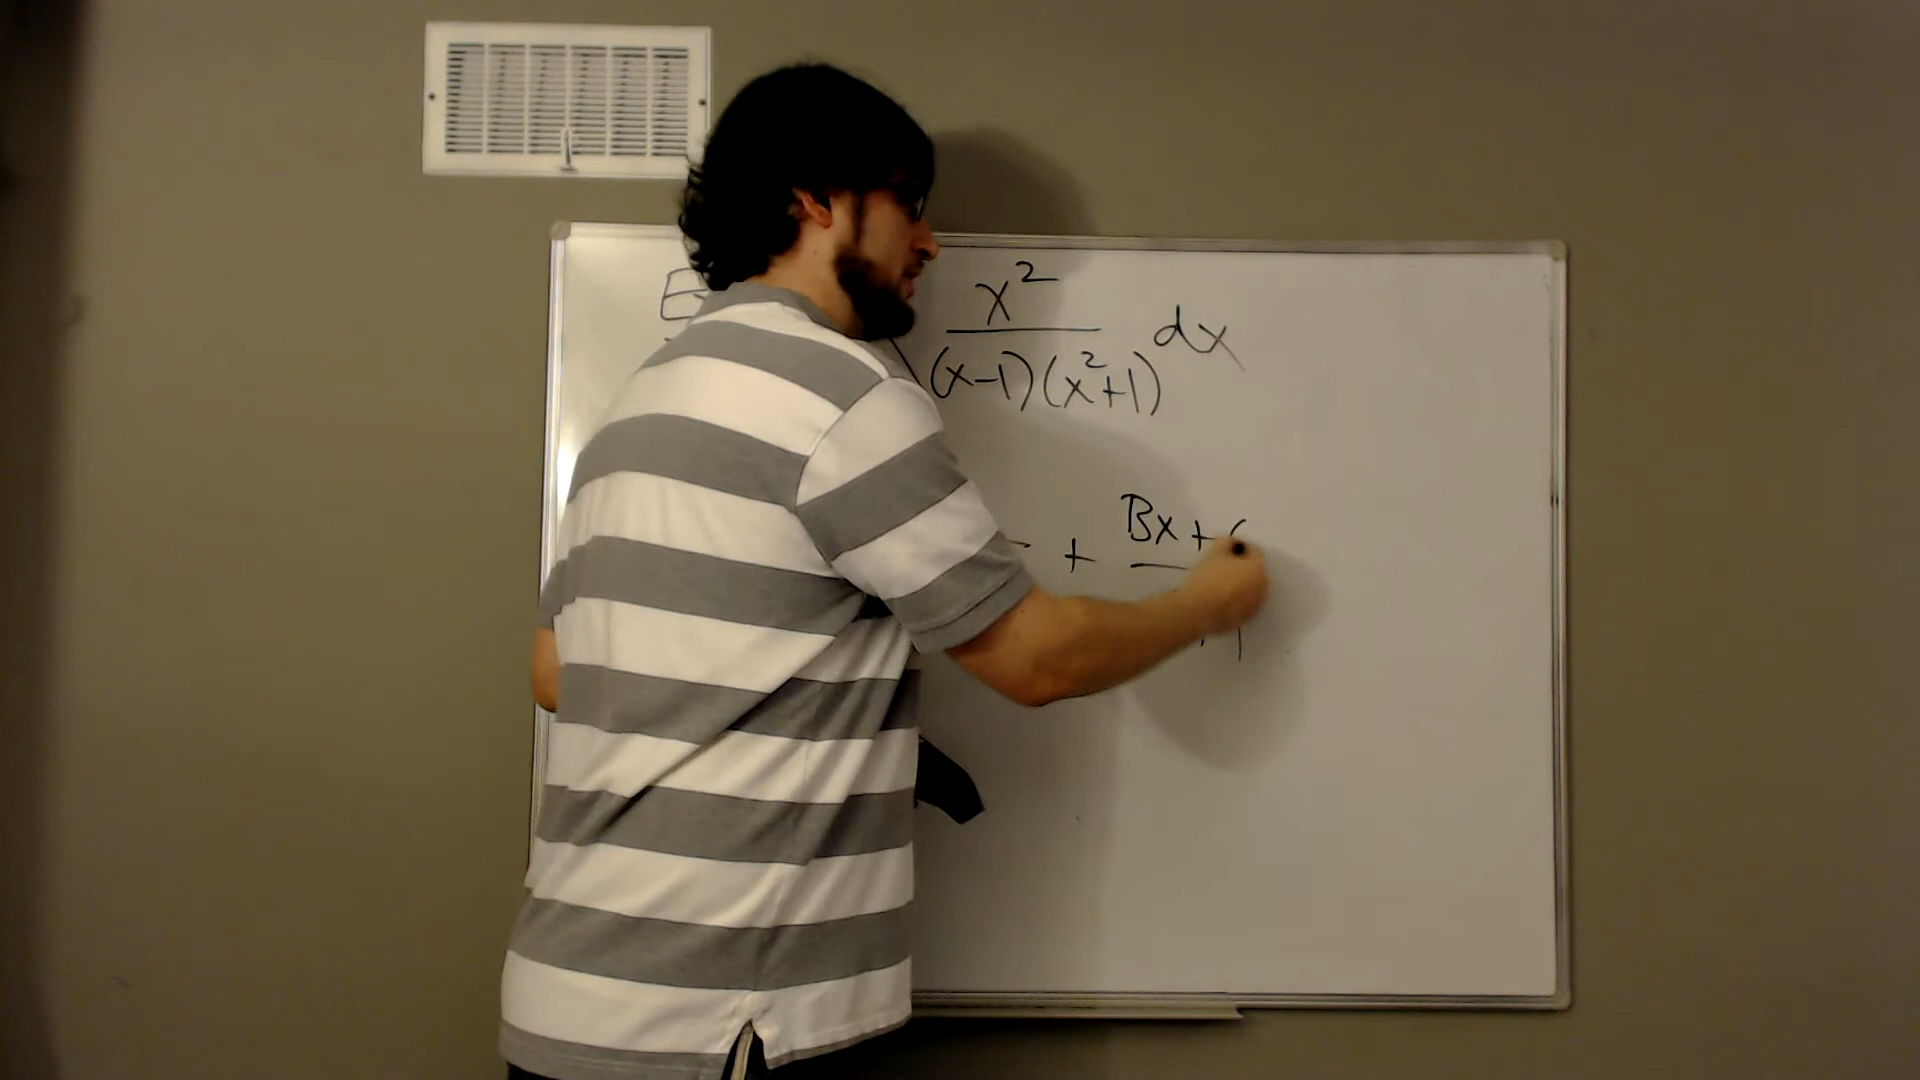 x² / (x-1)(x²+1) dx
+ Bx + C